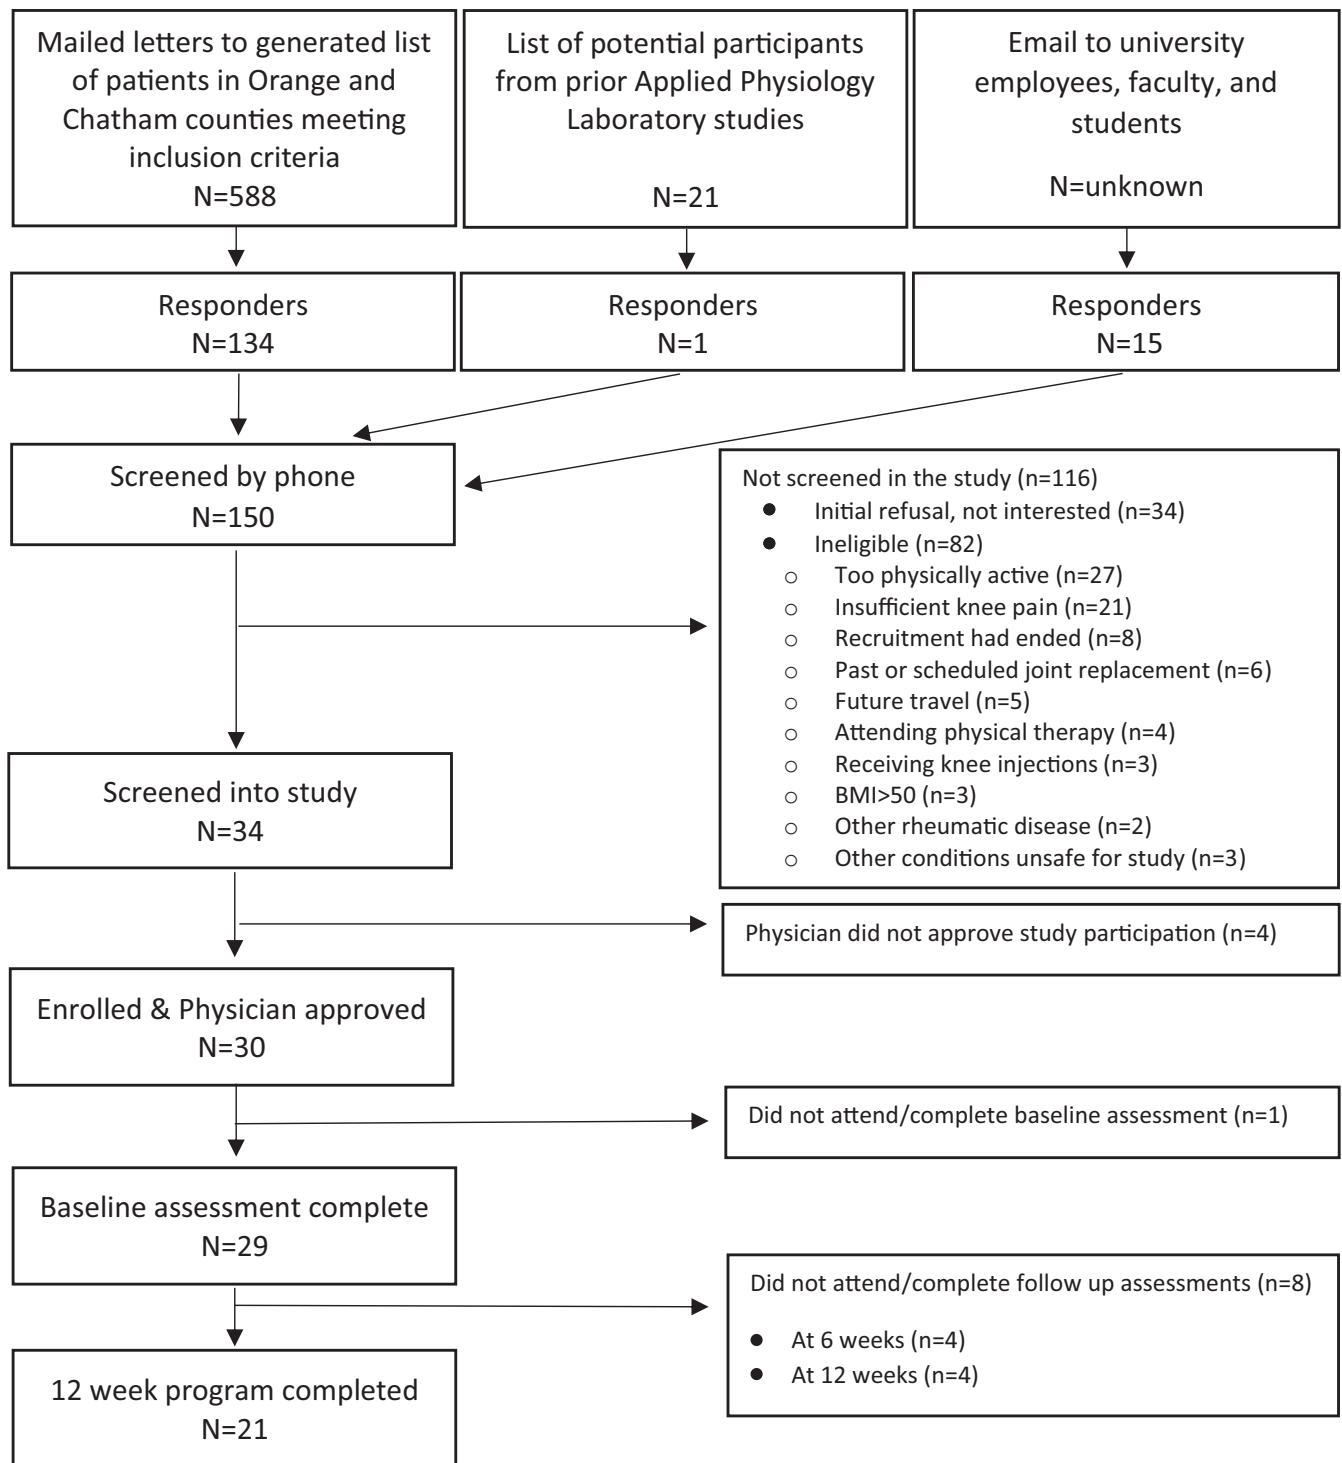 Mailed letters to generated list
of patients in Orange and
Chatham counties meeting
inclusion criteria
N=588
List of potential participants
from prior Applied Physiology
Laboratory studies
N=21
Email to university
employees, faculty, and
students
N=unknown
Responders
N=134
Responders
N=1
Responders
N=15
Screened by phone
N=150
Not screened in the study (n=116)
● Initial refusal, not interested (n=34)
● Ineligible (n=82)
○ Too physically active (n=27)
○ Insufficient knee pain (n=21)
○ Recruitment had ended (n=8)
○ Past or scheduled joint replacement (n=6)
○ Future travel (n=5)
○ Attending physical therapy (n=4)
○ Receiving knee injections (n=3)
○ BMI>50 (n=3)
○ Other rheumatic disease (n=2)
○ Other conditions unsafe for study (n=3)
Screened into study
N=34
Physician did not approve study participation (n=4)
Enrolled & Physician approved
N=30
Did not attend/complete baseline assessment (n=1)
Baseline assessment complete
N=29
Did not attend/complete follow up assessments (n=8)
● At 6 weeks (n=4)
● At 12 weeks (n=4)
12 week program completed
N=21